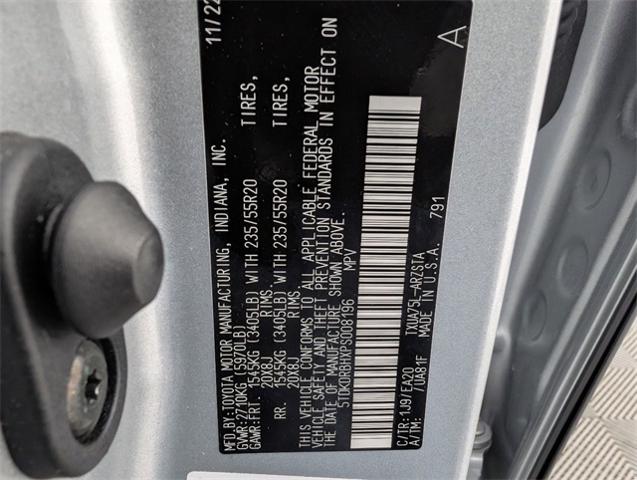 11/22
MFD.BY:TOYOTA MOTOR MANUFACTURING, INDIANA, INC.
GVWR:2710KG(5970LB)
GAWR:FRT. 1545KG (3405LB) WITH 235/55R20 TIRES,
20X8J RIMS,
RR. 1545KG (3405LB) WITH 235/55R20 TIRES,
20X8J RIMS,
THIS VEHICLE CONFORMS TO ALL APPLICABLE FEDERAL MOTOR
VEHICLE SAFETY AND THEFT PREVENTION STANDARDS IN EFFECT ON
THE DATE OF MANUFACTURE SHOWN ABOVE.
MPV
C/TR:1J9/EA20 TXUA75L-ARZSTA
A/TM: /UA81F MADE IN U.S.A. 791
A